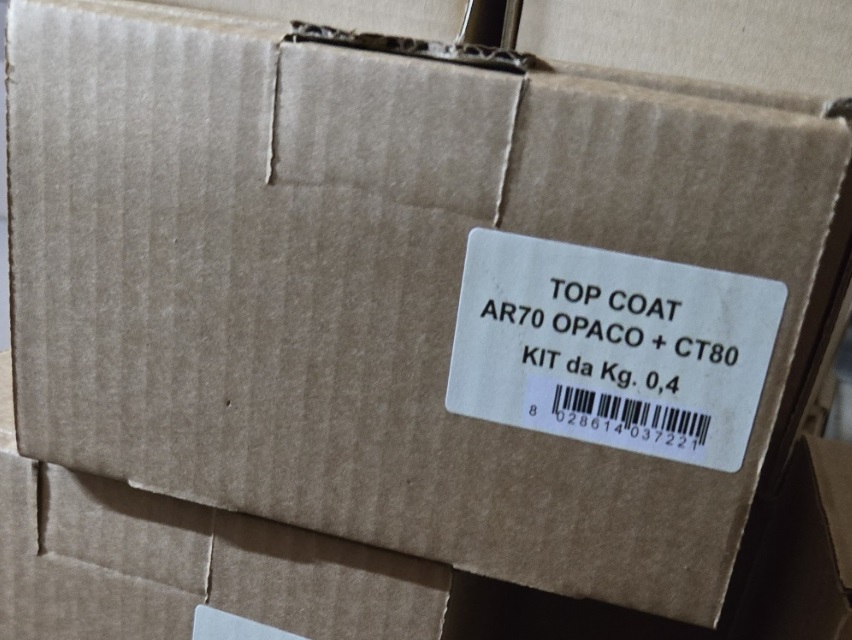 TOP COAT
AR70 OPACO + CT80
KIT da Kg. 0,4
8 028614 037221